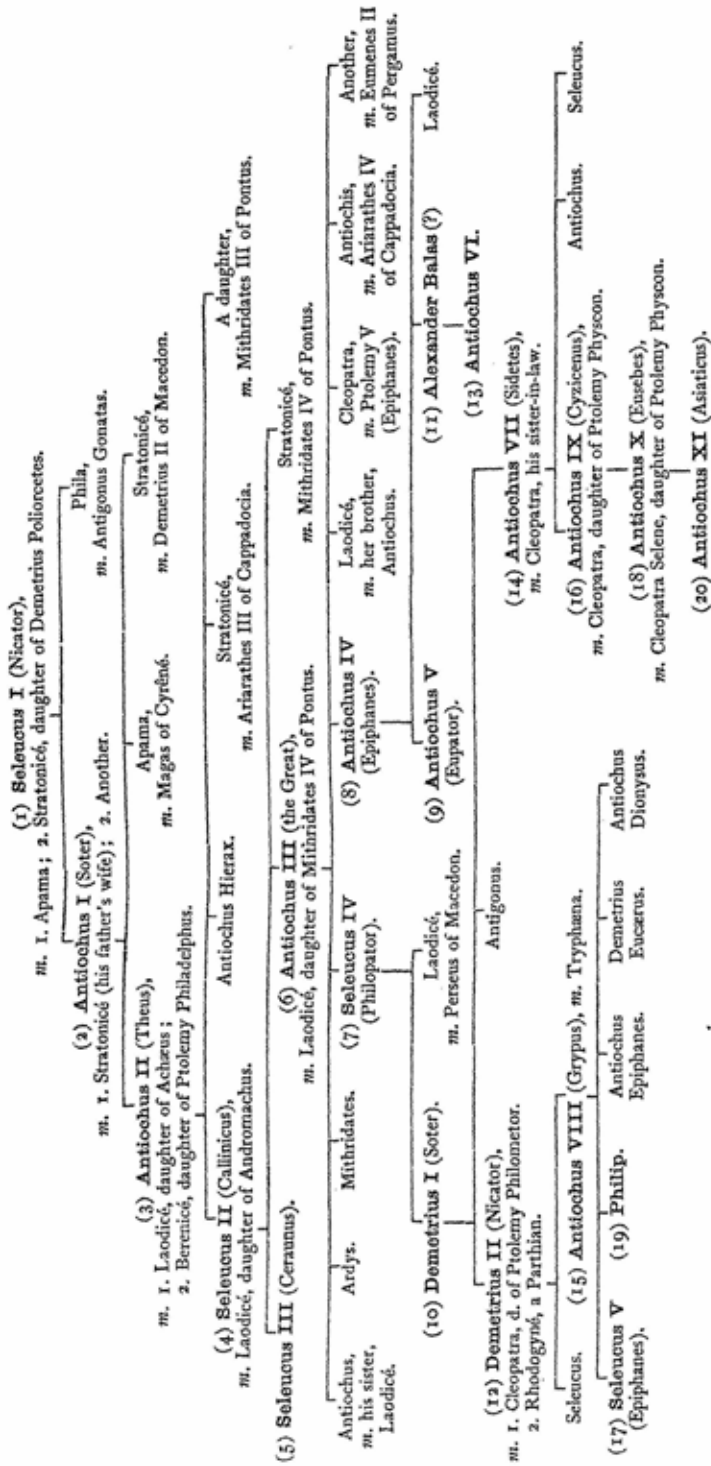 (1) Seleucus I (Nicator),
m. 1. Apama; 2. Stratonicé, daughter of Demetrius Poliorcetes.
(2) Antiochus I (Soter),
m. 1. Stratonicé (his father's wife); 2. Another.
Phila,
m. Antigonus Gonatas.
(3) Antiochus II (Theus),
m. 1. Laodicé, daughter of Achæus;
2. Berenicé, daughter of Ptolemy Philadelphus.
Apama,
m. Magas of Cyrêné.
Stratonicé,
m. Demetrius II of Macedon.
(4) Seleucus II (Callinicus),
m. Laodicé, daughter of Andromachus.
Antiochus Hierax.
Stratonicé,
m. Ariarathes III of Cappadocia.
A daughter,
m. Mithridates III of Pontus.
(5) Seleucus III (Ceraunus).
(6) Antiochus III (the Great),
m. Laodicé, daughter of Mithridates IV of Pontus.
Stratonicé,
m. Mithridates IV of Pontus.
Antiochus,
m. his sister,
Laodicé.
Ardys.
Mithridates.
(7) Seleucus IV
(Philopator).
(8) Antiochus IV
(Epiphanes).
Laodicé,
m. her brother,
Antiochus.
Cleopatra,
m. Ptolemy V
(Epiphanes).
Antiochis,
m. Ariarathes IV
of Cappadocia.
Another,
m. Eumenes II
of Pergamus.
(10) Demetrius I (Soter).
Laodicé,
m. Perseus of Macedon.
(9) Antiochus V
(Eupator).
(11) Alexander Balas (?)
Laodicé.
(13) Antiochus VI.
(12) Demetrius II (Nicator),
m. 1. Cleopatra, d. of Ptolemy Philometor.
2. Rhodogyné, a Parthian.
Antigonus.
(14) Antiochus VII (Sidetes),
m. Cleopatra, his sister-in-law.
Seleucus.
(15) Antiochus VIII (Grypus), m. Tryphæna.
(16) Antiochus IX (Cyzicenus),
m. Cleopatra, daughter of Ptolemy Physcon.
Antiochus.
Seleucus.
(17) Seleucus V
(Epiphanes).
(19) Philip.
Antiochus
Epiphanes.
Demetrius
Eucærus.
Antiochus
Dionysus.
(18) Antiochus X (Eusebes),
m. Cleopatra Selene, daughter of Ptolemy Physcon.
(20) Antiochus XI (Asiaticus).